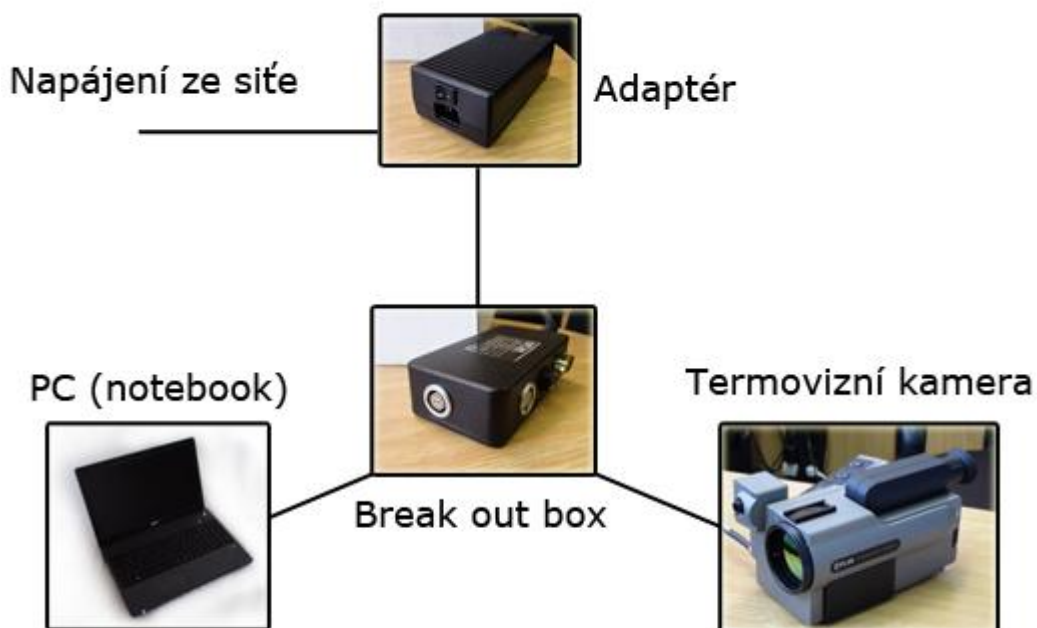 Napájení ze siťe
Adaptér
PC (notebook)
Termovizní kamera
Break out box